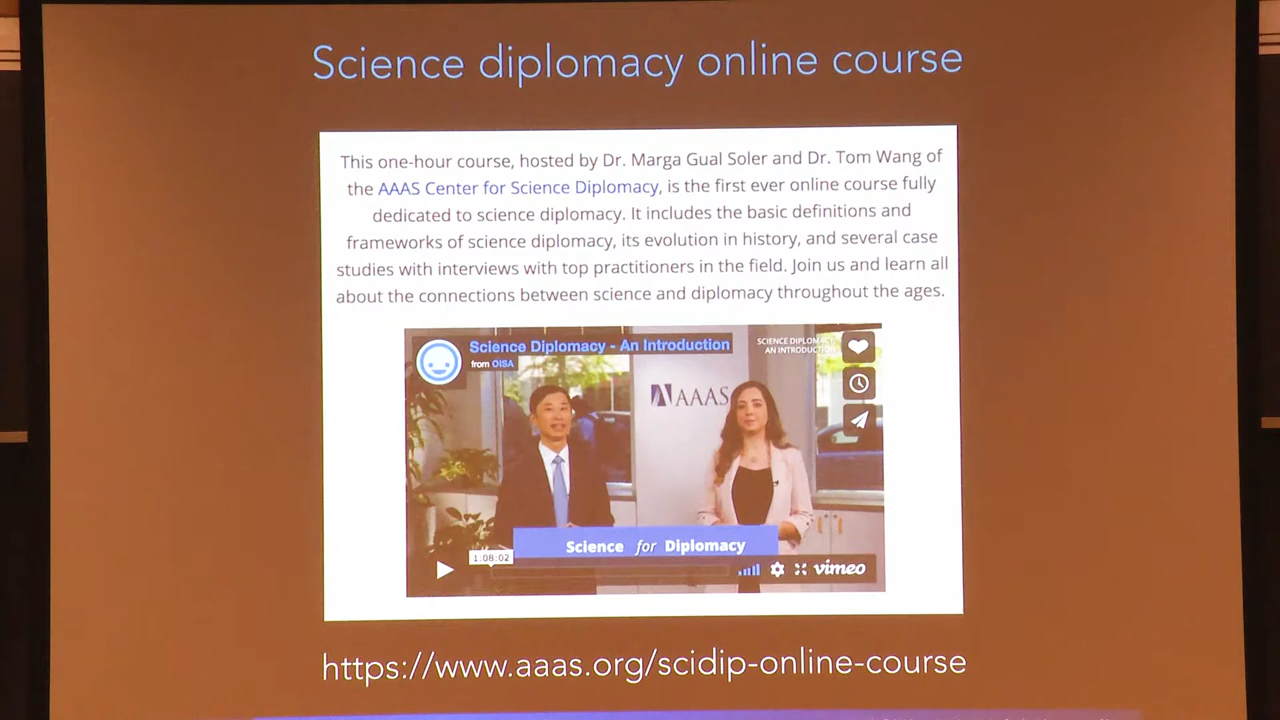 Science diplomacy online course
This one-hour course, hosted by Dr. Marga Gual Soler and Dr. Tom Wang of
the AAAS Center for Science Diplomacy, is the first ever online course fully
dedicated to science diplomacy. It includes the basic definitions and
frameworks of science diplomacy, its evolution in history, and several case
studies with interviews with top practitioners in the field. Join us and learn all
about the connections between science and diplomacy throughout the ages.
Science Diplomacy - An Introduction
from OISA
SCIENCE DIPLOMACY
AN INTRODUCTION
AAAS
Science for Diplomacy
1:08:02
vimeo
https://www.aaas.org/scidip-online-course